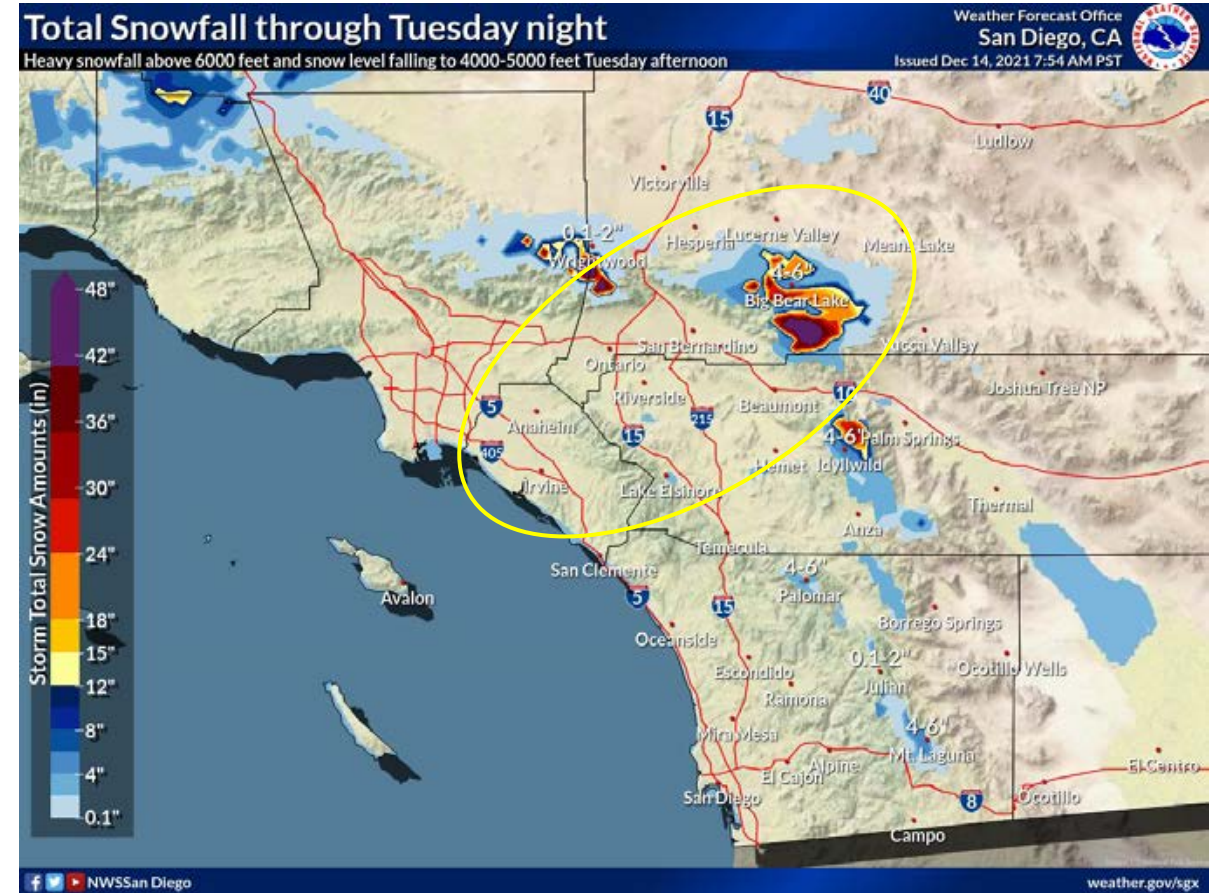 Total Snowfall through Tuesday night
Heavy snowfall above 6000 feet and snow level falling to 4000-5000 feet Tuesday afternoon
Weather Forecast Office
San Diego, CA
Issued Dec 14, 2021 7:54 AM PST
NATIONAL WEATHER SERVICE
40
15
Ludlow
Victorville
0.1-2"
Wrightwood
Hesperia
Lucerne Valley
Means Lake
4-6"
Big Bear Lake
San Bernardino
Yucca Valley
Ontario
Joshua Tree NP
Riverside
10
5
Beaumont
215
Anaheim
15
4-6"
Palm Springs
405
Hemet
Idyllwild
Irvine
Lake Elsinore
Thermal
Anza
Temecula
San Clemente
4-6"
Palomar
Avalon
5
15
Borrego Springs
Oceanside
0.1-2"
Ocotillo Wells
Escondido
Julian
Ramona
4-6"
Mira Mesa
Mt. Laguna
Alpine
El Cajon
El Centro
San Diego
8
Ocotillo
Campo
Storm Total Snow Amounts (in)
48"
42"
36"
30"
24"
18"
15"
12"
8"
4"
0.1"
NWSSan Diego
weather.gov/sgx